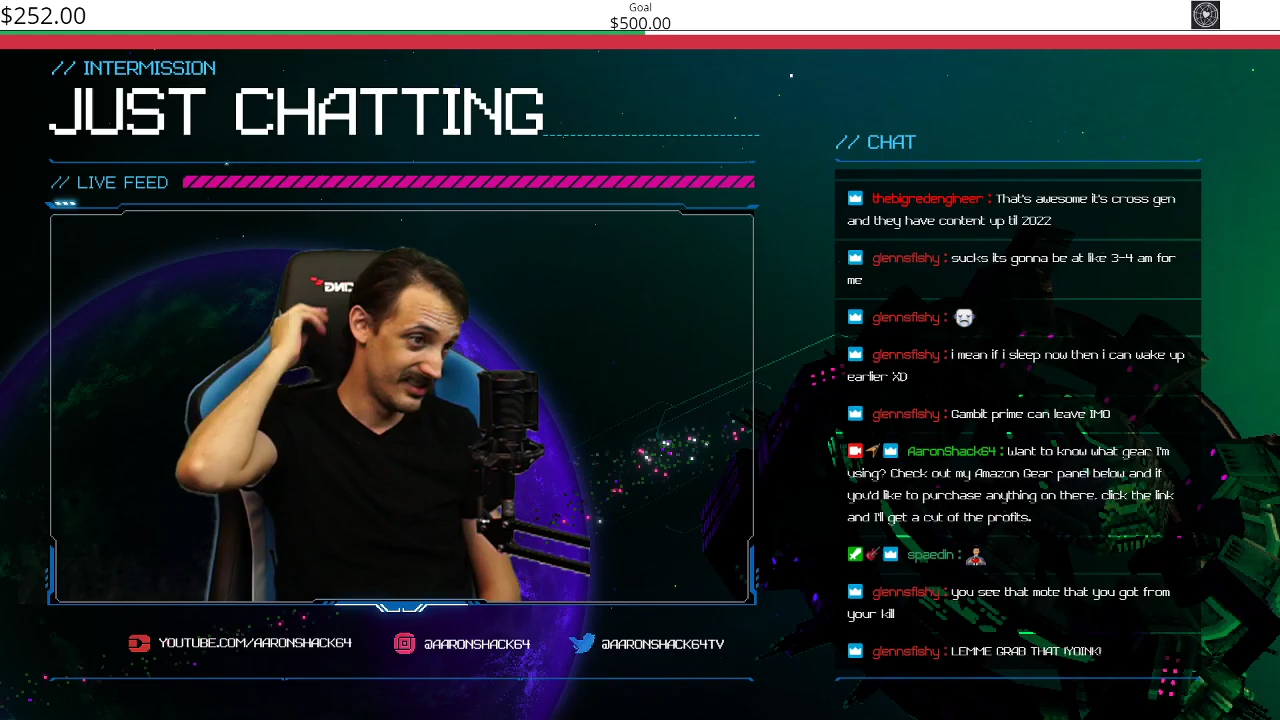 $252.00
Goal
$500.00
// INTERMISSION
JUST CHATTING
// LIVE FEED
// CHAT
thebigredengineer : That's awesome it's cross gen
and they have content up til 2022
glennsfishy : sucks its gonna be at like 3-4 am for
me
glennsfishy :
glennsfishy : i mean if i sleep now then i can wake up
earlier XD
glennsfishy : Gambit prime can leave IMO
AaronShack64 : Want to know what gear I'm
using? Check out my Amazon Gear panel below and if
you'd like to purchase anything on there, click the link
and I'll get a cut of the profits.
spaedin :
glennsfishy : you see that mote that you got from
your kill
glennsfishy : LEMME GRAB THAT (YOINK)
YOUTUBE.COM/AARONSHACK64
@AARONSHACK64
@AARONSHACK64TV